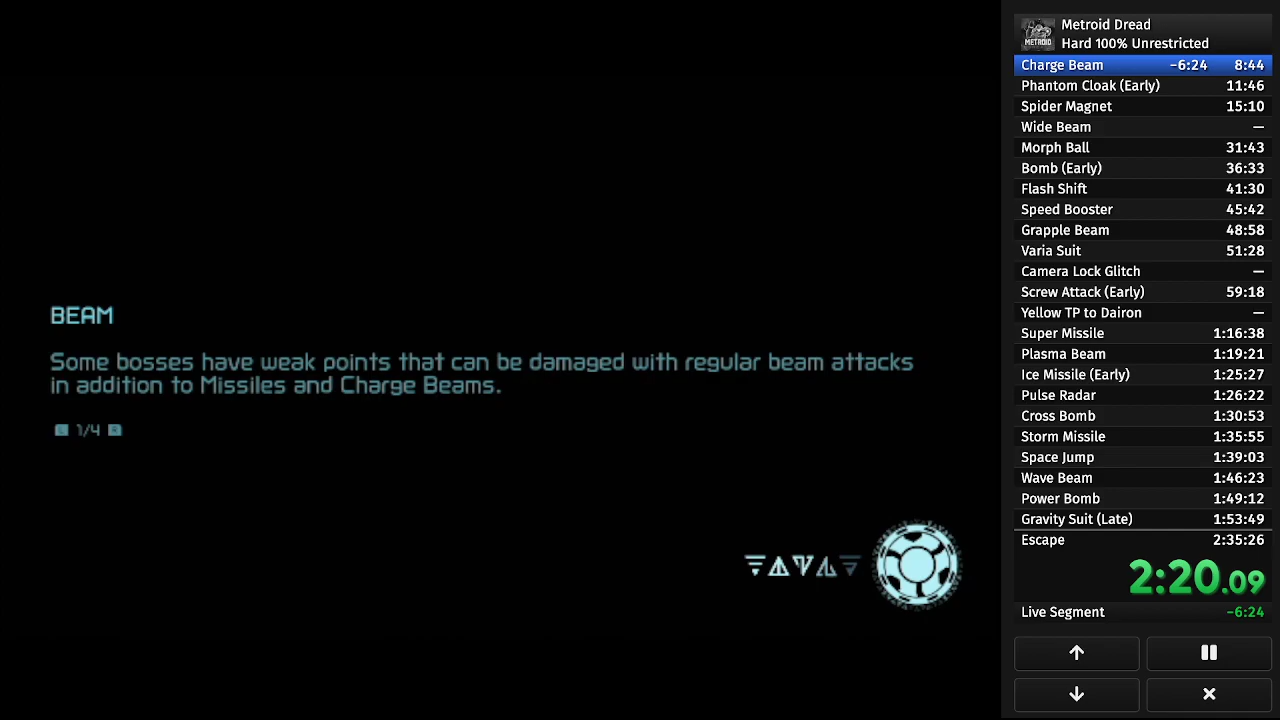 BEAM
Some bosses have weak points that can be damaged with regular beam attacks
in addition to Missiles and Charge Beams.
L 1/4 R
METROID
Metroid Dread
Hard 100% Unrestricted
Charge Beam -6:24 8:44
Phantom Cloak (Early) 11:46
Spider Magnet 15:10
Wide Beam —
Morph Ball 31:43
Bomb (Early) 36:33
Flash Shift 41:30
Speed Booster 45:42
Grapple Beam 48:58
Varia Suit 51:28
Camera Lock Glitch —
Screw Attack (Early) 59:18
Yellow TP to Dairon —
Super Missile 1:16:38
Plasma Beam 1:19:21
Ice Missile (Early) 1:25:27
Pulse Radar 1:26:22
Cross Bomb 1:30:53
Storm Missile 1:35:55
Space Jump 1:39:03
Wave Beam 1:46:23
Power Bomb 1:49:12
Gravity Suit (Late) 1:53:49
Escape 2:35:26
2:20.09
Live Segment -6:24